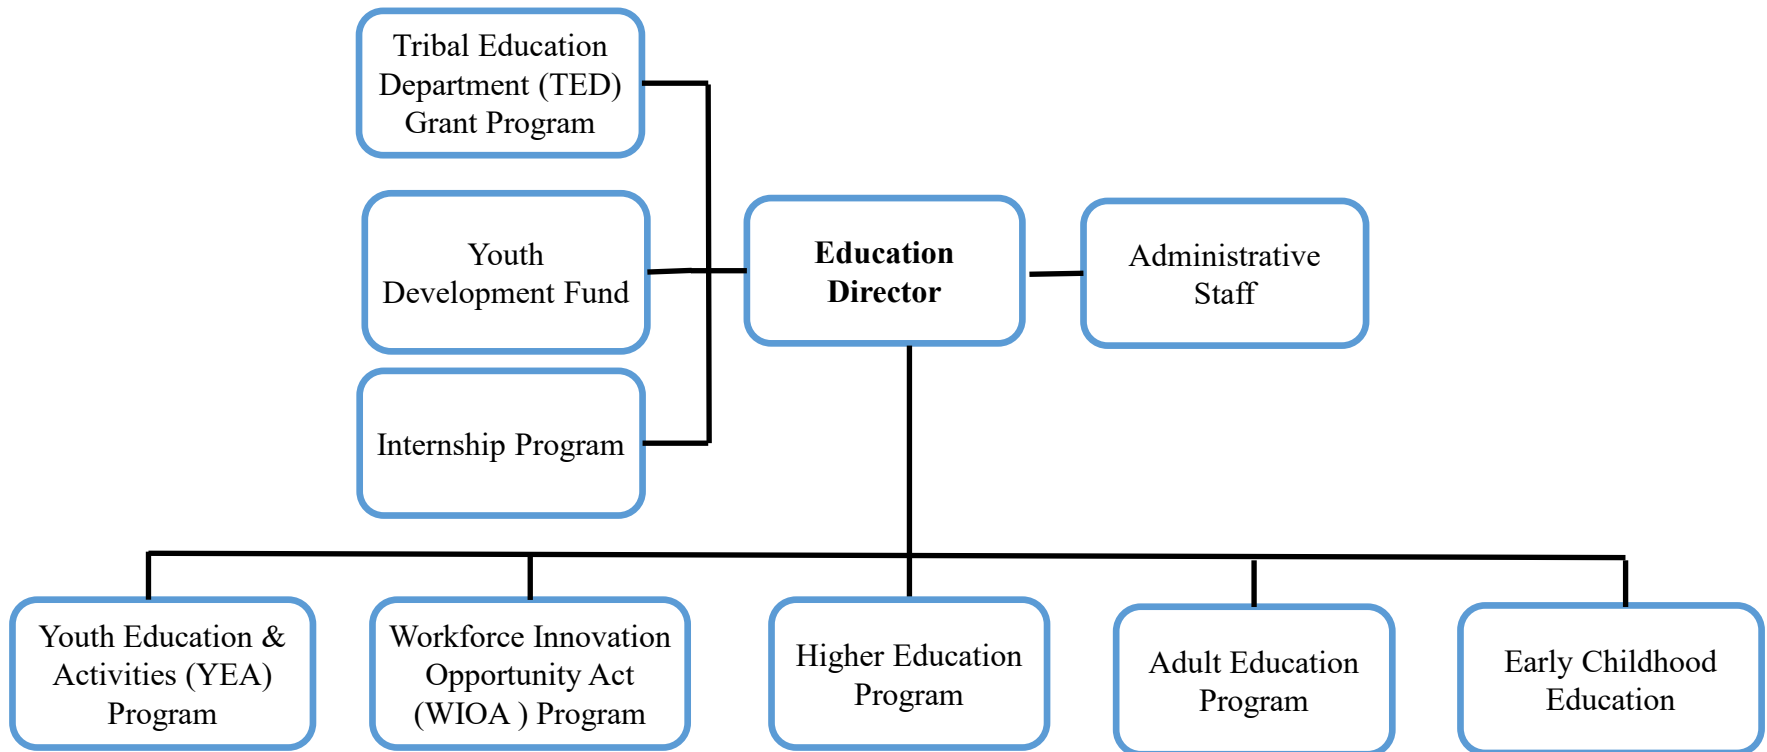 Tribal Education
Department (TED)
Grant Program
Youth
Development Fund
Education
Director
Administrative
Staff
Internship Program
Youth Education &
Activities (YEA)
Program
Workforce Innovation
Opportunity Act
(WIOA ) Program
Higher Education
Program
Adult Education
Program
Early Childhood
Education